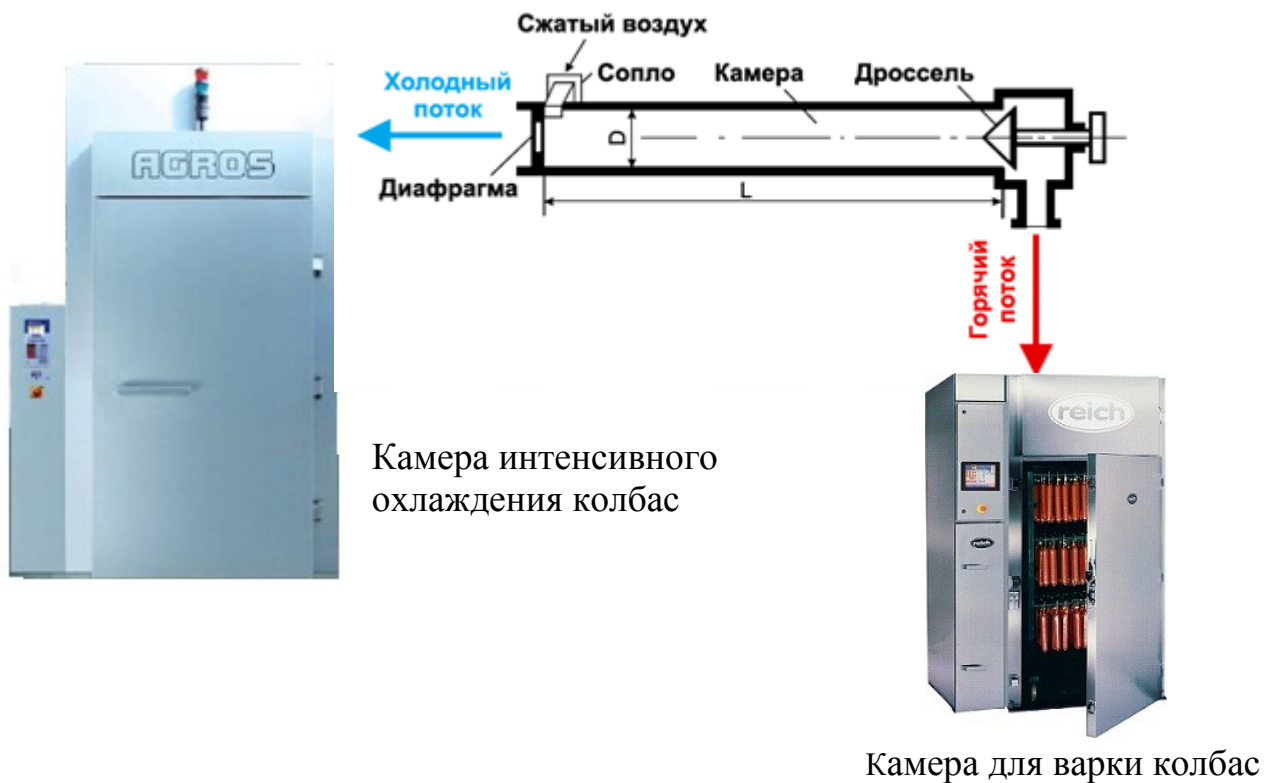 Сжатый воздух
Холодный
поток
Сопло
Камера
Дроссель
D
Диафрагма
L
Горячий
поток
AGROS
reich
reich
Камера интенсивного
охлаждения колбас
Камера для варки колбас